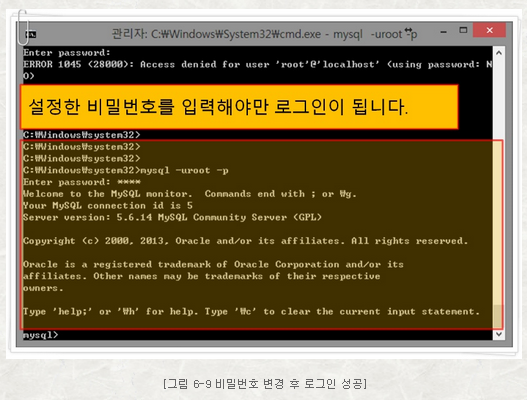 관리자: C:₩Windows₩System32₩cmd.exe - mysql -uroot -p
Enter password:
ERROR 1045 (28000): Access denied for user 'root'@'localhost' (using password: N
O)
설정한 비밀번호를 입력해야만 로그인이 됩니다.
C:₩Windows₩system32>
C:₩Windows₩system32>
C:₩Windows₩system32>
C:₩Windows₩system32>mysql -uroot -p
Enter password: ****
Welcome to the MySQL monitor.  Commands end with ; or ₩g.
Your MySQL connection id is 5
Server version: 5.6.14 MySQL Community Server (GPL)
Copyright (c) 2000, 2013, Oracle and/or its affiliates. All rights reserved.
Oracle is a registered trademark of Oracle Corporation and/or its
affiliates. Other names may be trademarks of their respective
owners.
Type 'help;' or '₩h' for help. Type '₩c' to clear the current input statement.
mysql>
[그림 6-9 비밀번호 변경 후 로그인 성공]